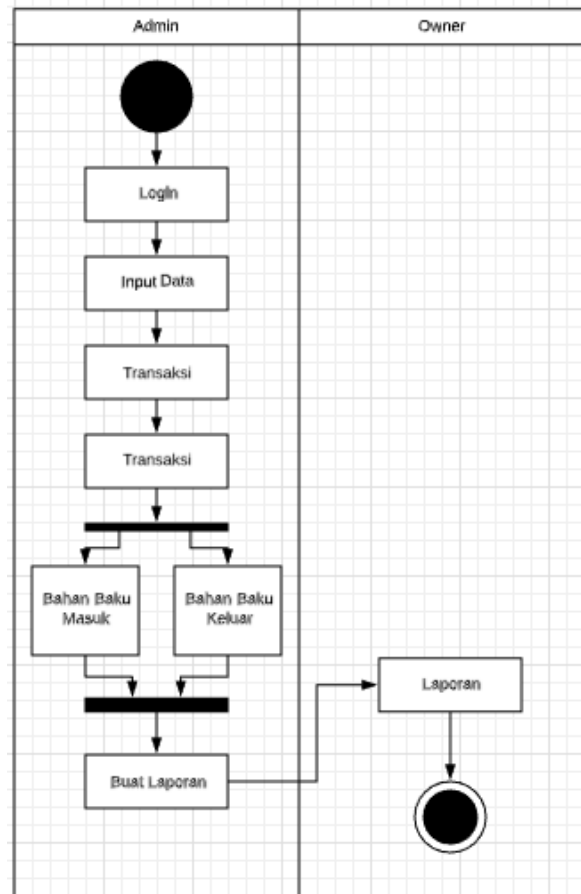 Admin
Owner
LogIn
Input Data
Transaksi
Transaksi
Bahan Baku
Masuk
Bahan Baku
Keluar
Laporan
Buat Laporan